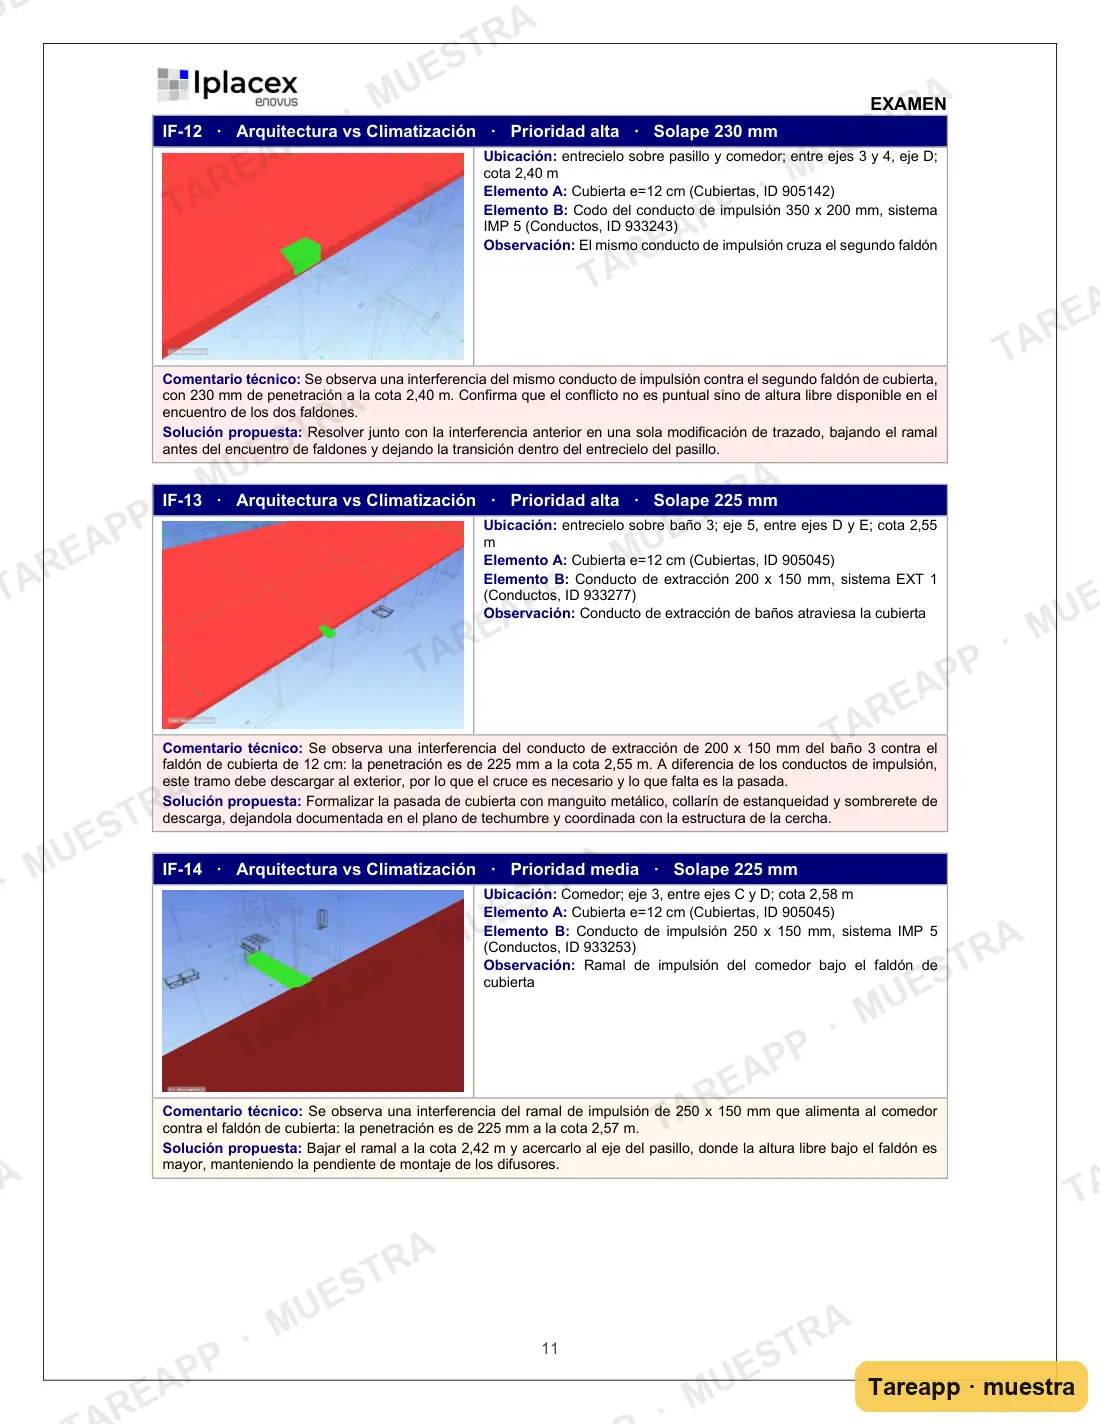 Iplacex
enovus
EXAMEN
IF-12 · Arquitectura vs Climatización · Prioridad alta · Solape 230 mm
Ubicación: entrecielo sobre pasillo y comedor; entre ejes 3 y 4, eje D;
cota 2,40 m
Elemento A: Cubierta e=12 cm (Cubiertas, ID 905142)
Elemento B: Codo del conducto de impulsión 350 x 200 mm, sistema
IMP 5 (Conductos, ID 933243)
Observación: El mismo conducto de impulsión cruza el segundo faldón
Comentario técnico: Se observa una interferencia del mismo conducto de impulsión contra el segundo faldón de cubierta,
con 230 mm de penetración a la cota 2,40 m. Confirma que el conflicto no es puntual sino de altura libre disponible en el
encuentro de los dos faldones.
Solución propuesta: Resolver junto con la interferencia anterior en una sola modificación de trazado, bajando el ramal
antes del encuentro de faldones y dejando la transición dentro del entrecielo del pasillo.
IF-13 · Arquitectura vs Climatización · Prioridad alta · Solape 225 mm
Ubicación: entrecielo sobre baño 3; eje 5, entre ejes D y E; cota 2,55
m
Elemento A: Cubierta e=12 cm (Cubiertas, ID 905045)
Elemento B: Conducto de extracción 200 x 150 mm, sistema EXT 1
(Conductos, ID 933277)
Observación: Conducto de extracción de baños atraviesa la cubierta
Comentario técnico: Se observa una interferencia del conducto de extracción de 200 x 150 mm del baño 3 contra el
faldón de cubierta de 12 cm: la penetración es de 225 mm a la cota 2,55 m. A diferencia de los conductos de impulsión,
este tramo debe descargar al exterior, por lo que el cruce es necesario y lo que falta es la pasada.
Solución propuesta: Formalizar la pasada de cubierta con manguito metálico, collarín de estanqueidad y sombrerete de
descarga, dejandola documentada en el plano de techumbre y coordinada con la estructura de la cercha.
IF-14 · Arquitectura vs Climatización · Prioridad media · Solape 225 mm
Ubicación: Comedor; eje 3, entre ejes C y D; cota 2,58 m
Elemento A: Cubierta e=12 cm (Cubiertas, ID 905045)
Elemento B: Conducto de impulsión 250 x 150 mm, sistema IMP 5
(Conductos, ID 933253)
Observación: Ramal de impulsión del comedor bajo el faldón de
cubierta
Comentario técnico: Se observa una interferencia del ramal de impulsión de 250 x 150 mm que alimenta al comedor
contra el faldón de cubierta: la penetración es de 225 mm a la cota 2,57 m.
Solución propuesta: Bajar el ramal a la cota 2,42 m y acercarlo al eje del pasillo, donde la altura libre bajo el faldón es
mayor, manteniendo la pendiente de montaje de los difusores.
11
TAREAPP · MUESTRA
Tareapp · muestra